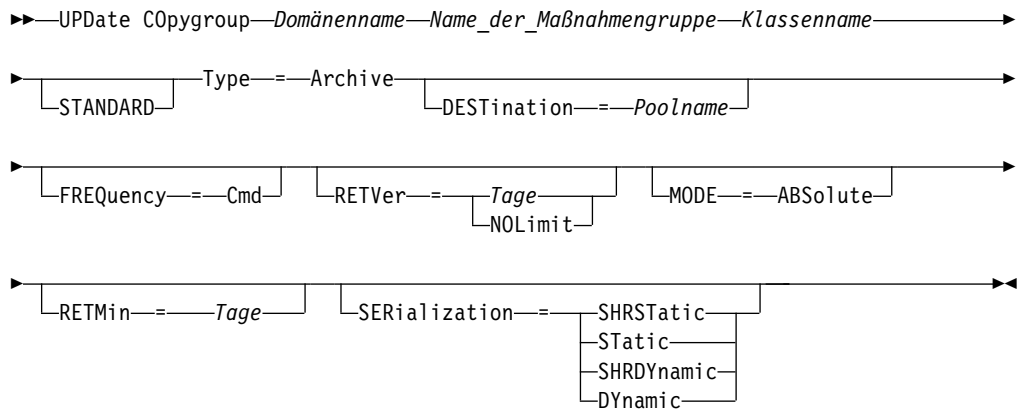 UPDate COpygroup Domänenname Name_der_Maßnahmengruppe Klassenname
Type = Archive
STANDARD DESTination = Poolname
FREQuency = Cmd RETVer = Tage MODE = ABSolute
NOLimit
RETMin = Tage SERialization = SHRSTatic
STatic
SHRDYnamic
DYnamic